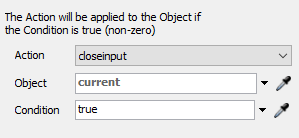 The Action will be applied to the Object if
the Condition is true (non-zero)
Action closeinput
Object current
Condition true